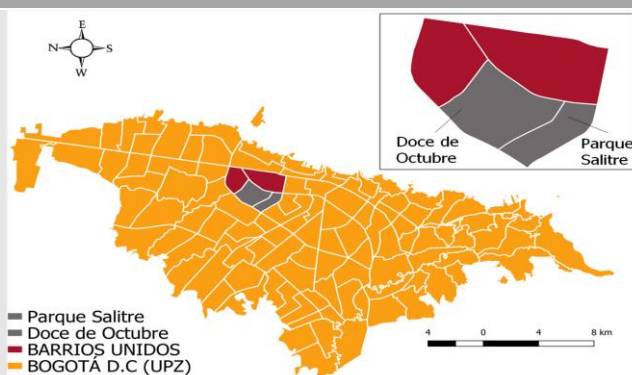 E
N
S
W
Doce de
Octubre
Parque
Salitre
Parque Salitre
Doce de Octubre
BARRIOS UNIDOS
BOGOTÁ D.C (UPZ)
4 0 4 8 km